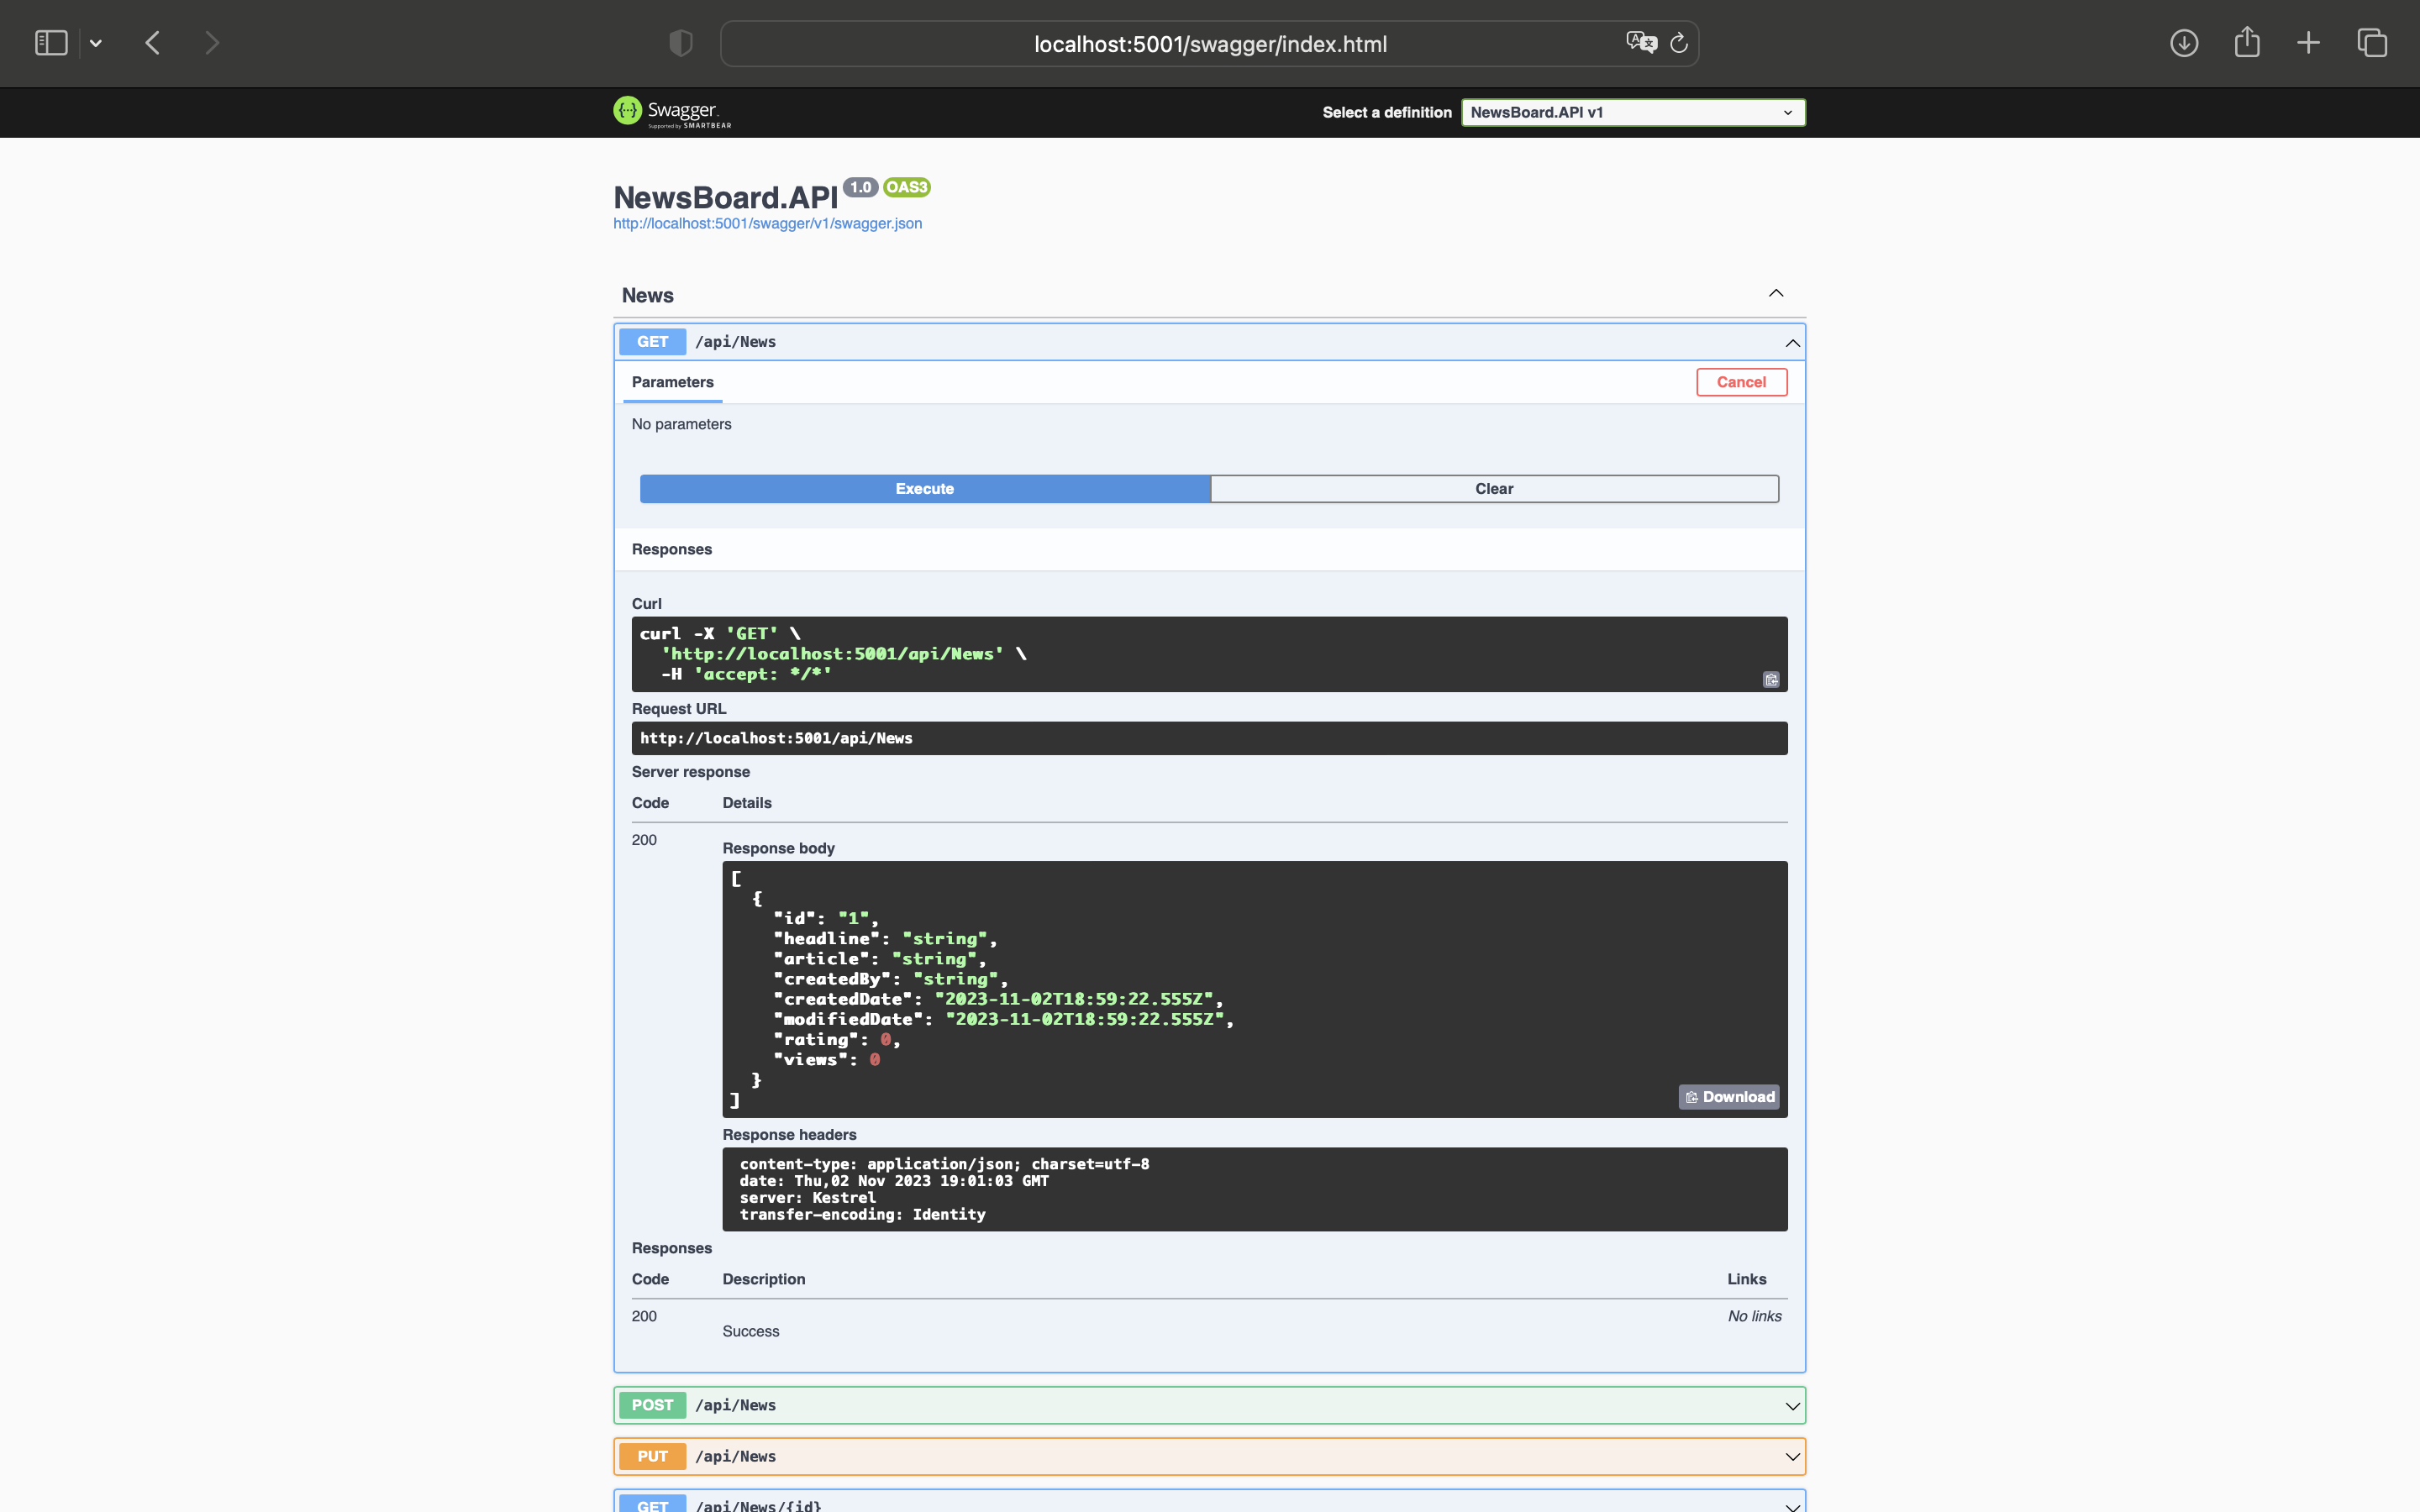 localhost:5001/swagger/index.html
Swagger.
Supported by SMARTBEAR
Select a definition
NewsBoard.API v1
NewsBoard.API 1.0 OAS3
http://localhost:5001/swagger/v1/swagger.json
News
GET /api/News
Parameters
Cancel
No parameters
Execute
Clear
Responses
Curl
curl -X 'GET' \
  'http://localhost:5001/api/News' \
  -H 'accept: */*'
Request URL
http://localhost:5001/api/News
Server response
Code Details
200
Response body
[
  {
    "id": "1",
    "headline": "string",
    "article": "string",
    "createdBy": "string",
    "createdDate": "2023-11-02T18:59:22.555Z",
    "modifiedDate": "2023-11-02T18:59:22.555Z",
    "rating": 0,
    "views": 0
  }
]
Download
Response headers
content-type: application/json; charset=utf-8
date: Thu,02 Nov 2023 19:01:03 GMT
server: Kestrel
transfer-encoding: Identity
Responses
Code Description Links
200 No links
Success
POST /api/News
PUT /api/News
GET /api/News/{id}